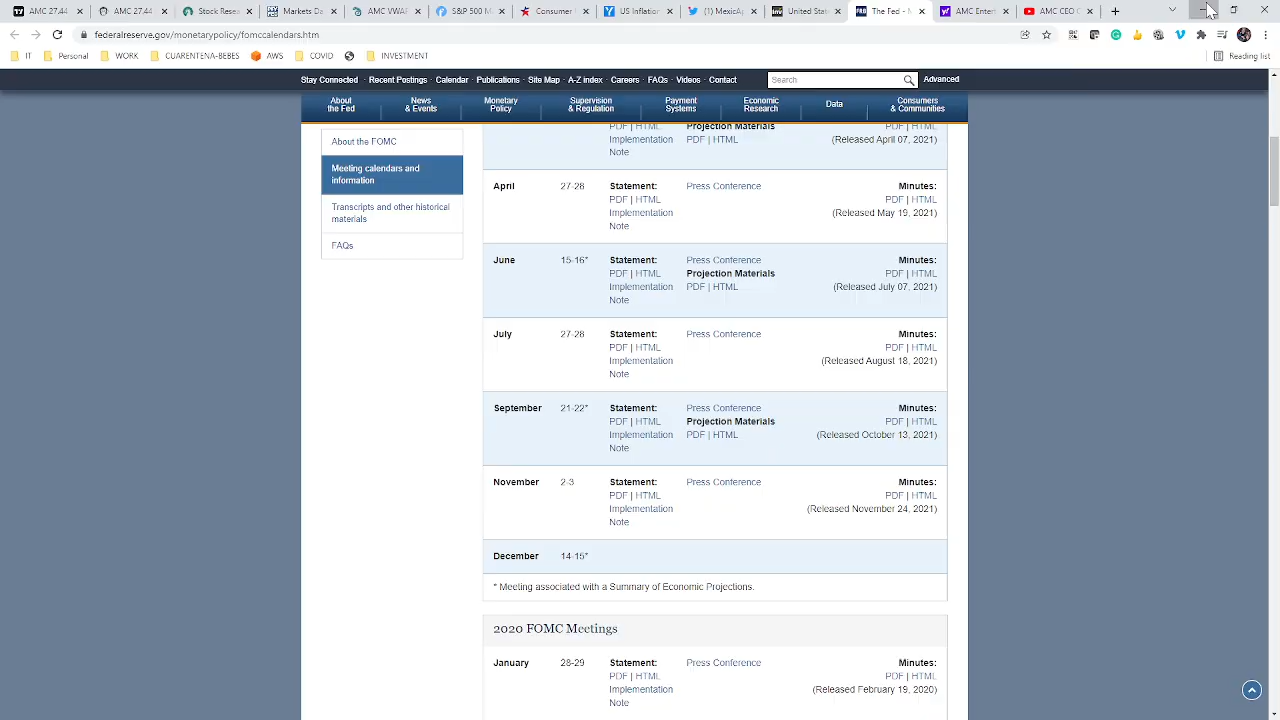 AMC 27.44
AMC 27.44
Stock Rese
Markets Da
AMC VWAP
S&P 500 M
Consumer
US Inflation
(1) MexicAp
United State
The Fed - M
AMC Entert
AMC CEO C
federalreserve.gov/monetarypolicy/fomccalendars.htm
IT
Personal
WORK
CUARENTENA-BEBES
AWS
COVID
INVESTMENT
Reading list
Stay Connected Recent Postings Calendar Publications Site Map A-Z index Careers FAQs Videos Contact
Search
Advanced
About the Fed
News & Events
Monetary Policy
Supervision & Regulation
Payment Systems
Economic Research
Data
Consumers & Communities
About the FOMC
Meeting calendars and
information
Transcripts and other historical
materials
FAQs
PDF | HTML Projection Materials PDF | HTML
Implementation PDF | HTML (Released April 07, 2021)
Note
April 27-28 Statement: Press Conference Minutes:
PDF | HTML PDF | HTML
Implementation (Released May 19, 2021)
Note
June 15-16* Statement: Press Conference Minutes:
PDF | HTML Projection Materials PDF | HTML
Implementation PDF | HTML (Released July 07, 2021)
Note
July 27-28 Statement: Press Conference Minutes:
PDF | HTML PDF | HTML
Implementation (Released August 18, 2021)
Note
September 21-22* Statement: Press Conference Minutes:
PDF | HTML Projection Materials PDF | HTML
Implementation PDF | HTML (Released October 13, 2021)
Note
November 2-3 Statement: Press Conference Minutes:
PDF | HTML PDF | HTML
Implementation (Released November 24, 2021)
Note
December 14-15*
* Meeting associated with a Summary of Economic Projections.
2020 FOMC Meetings
January 28-29 Statement: Press Conference Minutes:
PDF | HTML PDF | HTML
Implementation (Released February 19, 2020)
Note